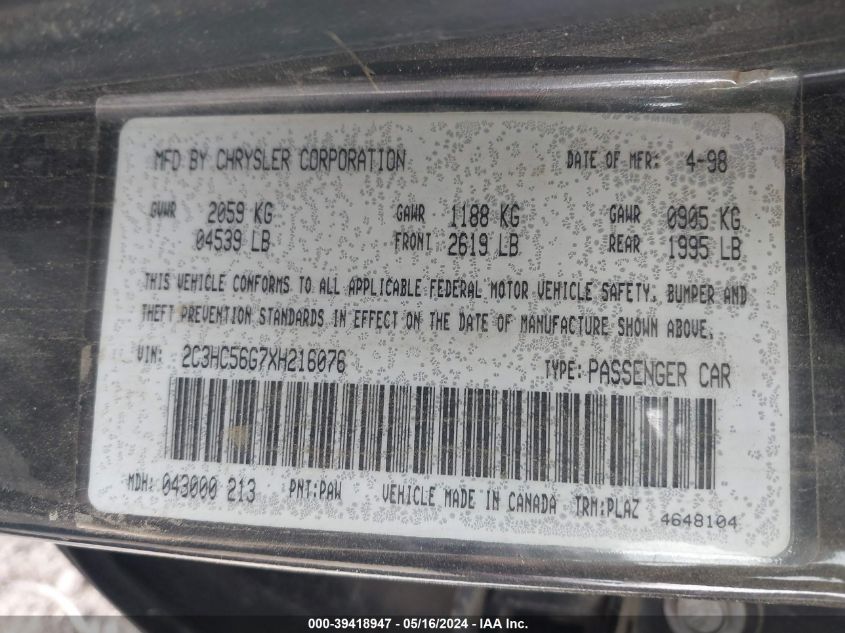 MFD BY CHRYSLER CORPORATION DATE OF MFR: 4-98
GVWR 2059 KG GAWR 1188 KG GAWR 0905 KG
04539 LB FRONT 2619 LB REAR 1995 LB
THIS VEHICLE CONFORMS TO ALL APPLICABLE FEDERAL MOTOR VEHICLE SAFETY, BUMPER AND
THEFT PREVENTION STANDARDS IN EFFECT ON THE DATE OF MANUFACTURE SHOWN ABOVE.
VIN: 2C3HC56G7XH216076 TYPE: PASSENGER CAR
MDH: 043000 213 PNT:PAW VEHICLE MADE IN CANADA TRM:PLAZ
4648104
000-39418947 - 05/16/2024 - IAA Inc.